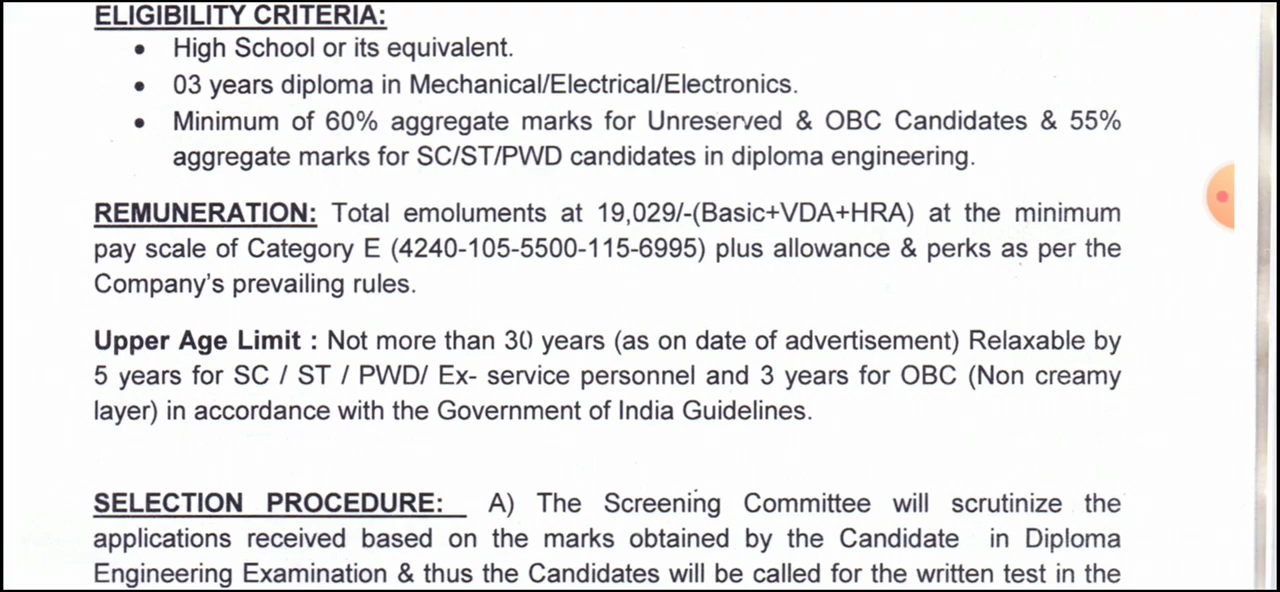 ELIGIBILITY CRITERIA:
• High School or its equivalent.
• 03 years diploma in Mechanical/Electrical/Electronics.
• Minimum of 60% aggregate marks for Unreserved & OBC Candidates & 55%
aggregate marks for SC/ST/PWD candidates in diploma engineering.
REMUNERATION: Total emoluments at 19,029/-(Basic+VDA+HRA) at the minimum
pay scale of Category E (4240-105-5500-115-6995) plus allowance & perks as per the
Company's prevailing rules.
Upper Age Limit : Not more than 30 years (as on date of advertisement) Relaxable by
5 years for SC / ST / PWD/ Ex- service personnel and 3 years for OBC (Non creamy
layer) in accordance with the Government of India Guidelines.
SELECTION PROCEDURE: A) The Screening Committee will scrutinize the
applications received based on the marks obtained by the Candidate in Diploma
Engineering Examination & thus the Candidates will be called for the written test in the